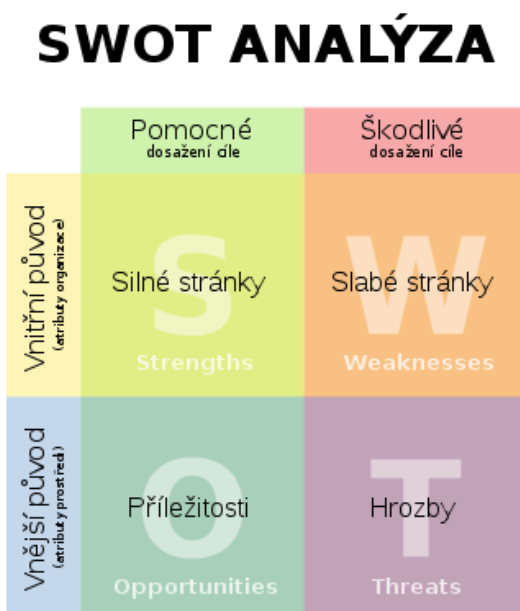 SWOT ANALÝZA
Pomocné
dosažení cíle
Škodlivé
dosažení cíle
Vnitřní původ
(atributy organizace)
S
Silné stránky
Strengths
W
Slabé stránky
Weaknesses
Vnější původ
(atributy prostředí)
O
Příležitosti
Opportunities
T
Hrozby
Threats